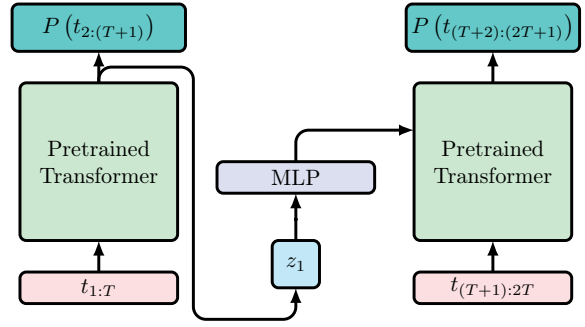 P (t_{2:(T+1)})
P (t_{(T+2):(2T+1)})
Pretrained
Transformer
MLP
Pretrained
Transformer
z_1
t_{1:T}
t_{(T+1):2T}